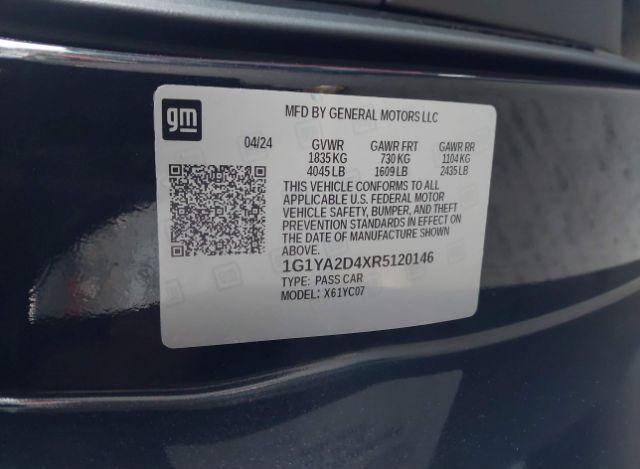 gm
MFD BY GENERAL MOTORS LLC
04/24 GVWR GAWR FRT GAWR RR
1835 KG 730 KG 1104 KG
4045 LB 1609 LB 2435 LB
THIS VEHICLE CONFORMS TO ALL
APPLICABLE U.S. FEDERAL MOTOR
VEHICLE SAFETY, BUMPER, AND THEFT
PREVENTION STANDARDS IN EFFECT ON
THE DATE OF MANUFACTURE SHOWN
ABOVE.
1G1YA2D4XR5120146
TYPE: PASS CAR
MODEL: X61YC07